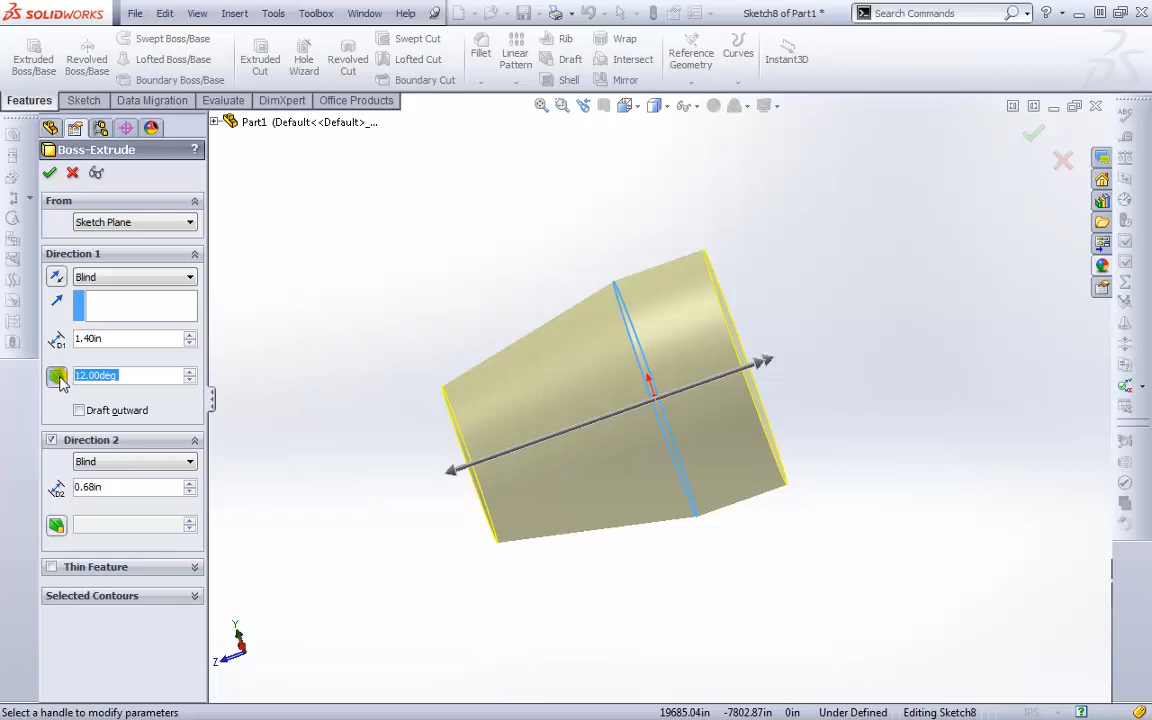 SOLIDWORKS File Edit View Insert Tools Toolbox Window Help Sketch8 of Part1 * Search Commands
Extruded Boss/Base Revolved Boss/Base Swept Boss/Base Lofted Boss/Base Boundary Boss/Base Extruded Cut Hole Wizard Revolved Cut Swept Cut Lofted Cut Boundary Cut Fillet Linear Pattern Rib Draft Shell Wrap Intersect Mirror Reference Geometry Curves Instant3D
Features Sketch Data Migration Evaluate DimXpert Office Products
Part1 (Default<<Default>_...
Boss-Extrude ?
From
Sketch Plane
Direction 1
Blind
D1 1.40in
12.00deg
Draft outward
Direction 2
Blind
D2 0.68in
Thin Feature
Selected Contours
Y
Z
Select a handle to modify parameters 19685.04in -7802.87in 0in Under Defined Editing Sketch8 IPS